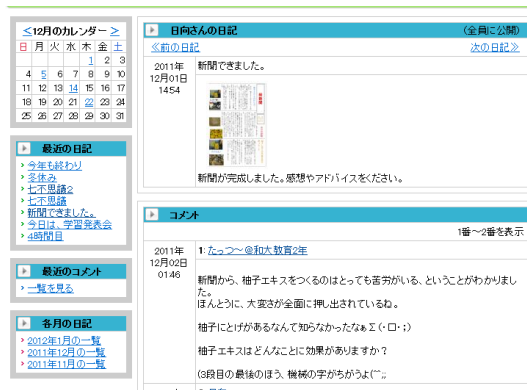 ≪12月のカレンダー ≫
日 月 火 水 木 金 土
1 2 3
4 5 6 7 8 9 10
11 12 13 14 15 16 17
18 19 20 21 22 23 24
25 26 27 28 29 30 31
最近の日記
今年も終わり
冬休み
七不思議2
七不思議
新聞できました。
今日は、学習発表会
4時間目
最近のコメント
一覧を見る
各月の日記
2012年1月の一覧
2011年12月の一覧
2011年11月の一覧
日向さんの日記 (全員に公開)
≪前の日記 次の日記≫
2011年
12月01日
14:54
新聞できました。
新聞が完成しました。感想やアドバイスをください。
コメント
1番～2番を表示
2011年
12月02日
01:46
1: たっつ～＠和大教育2年
新聞から、柚子エキスをつくるのはとっても苦労がいる、ということがわかりまし
た。
ほんとうに、大変さが全面に押し出されているね。
柚子にとげがあるなんて知らなかったなぁΣ(・ロ・;)
柚子エキスはどんなことに効果がありますか？
(3段目の最後のほう、機械の字がちがうよ(^;;